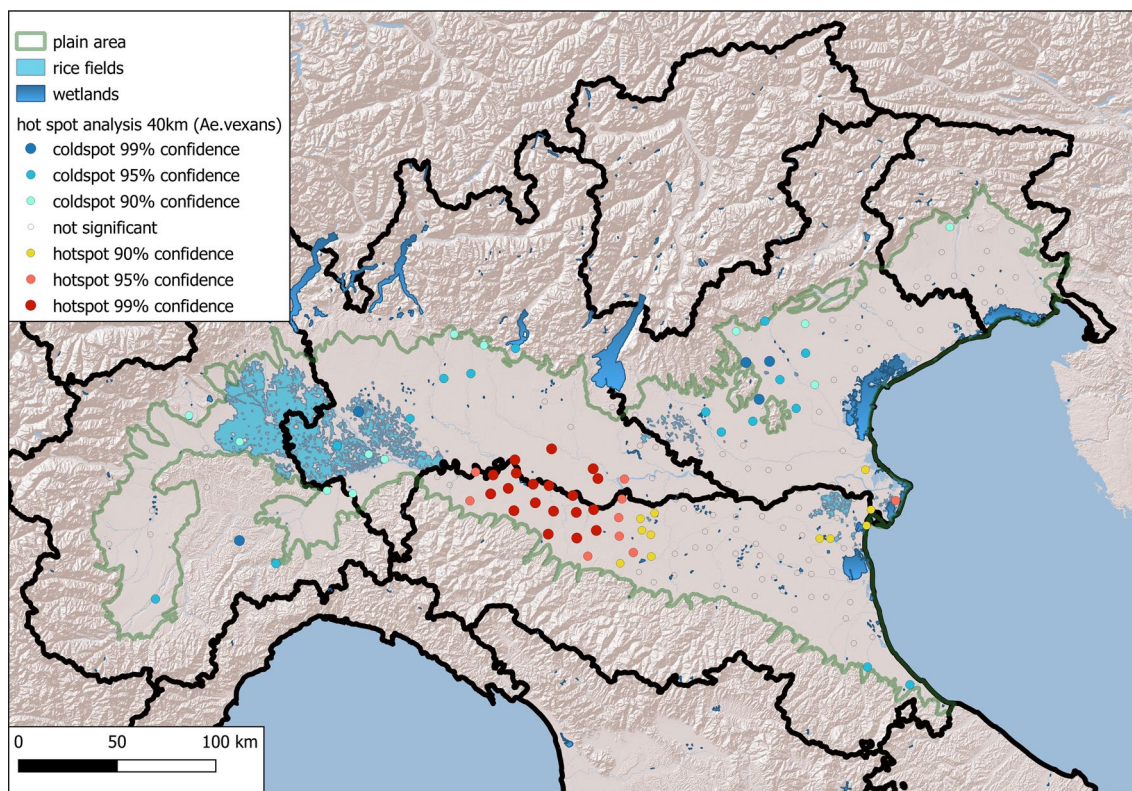 plain area
rice fields
wetlands
hot spot analysis 40km (Ae.vexans)
coldspot 99% confidence
coldspot 95% confidence
coldspot 90% confidence
not significant
hotspot 90% confidence
hotspot 95% confidence
hotspot 99% confidence
0 50 100 km